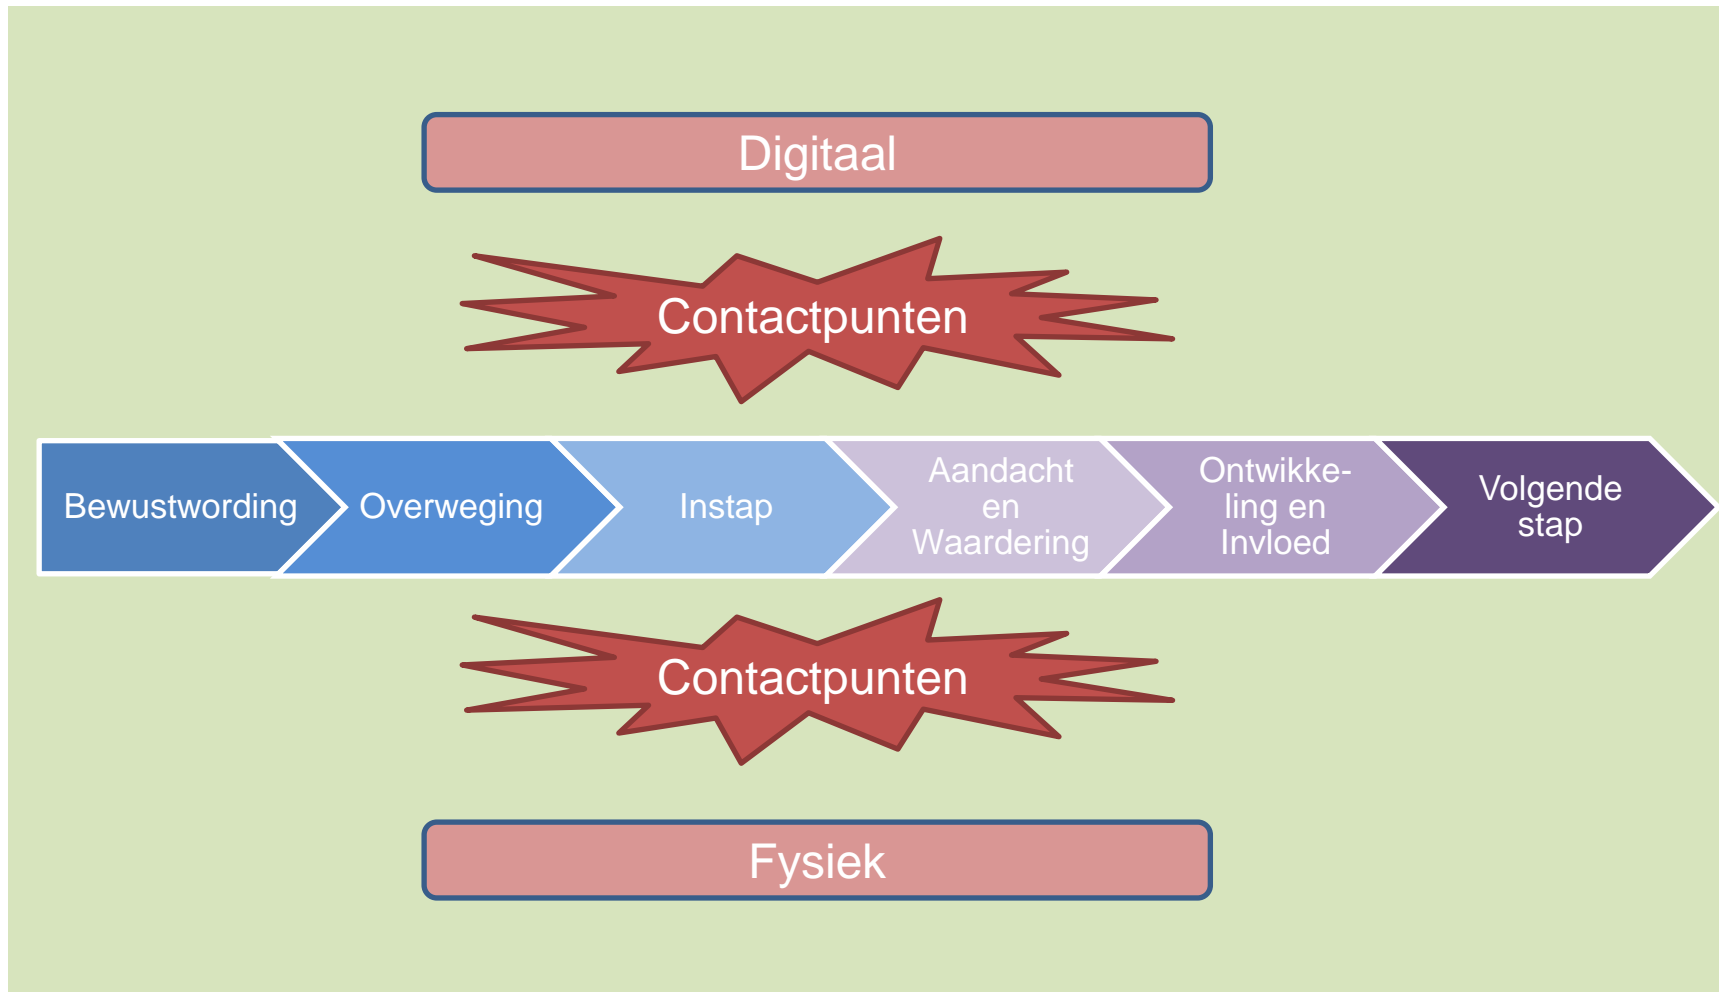 Digitaal
Contactpunten
Bewustwording
Overweging
Instap
Aandacht
en
Waardering
Ontwikke-
ling en
Invloed
Volgende
stap
Contactpunten
Fysiek